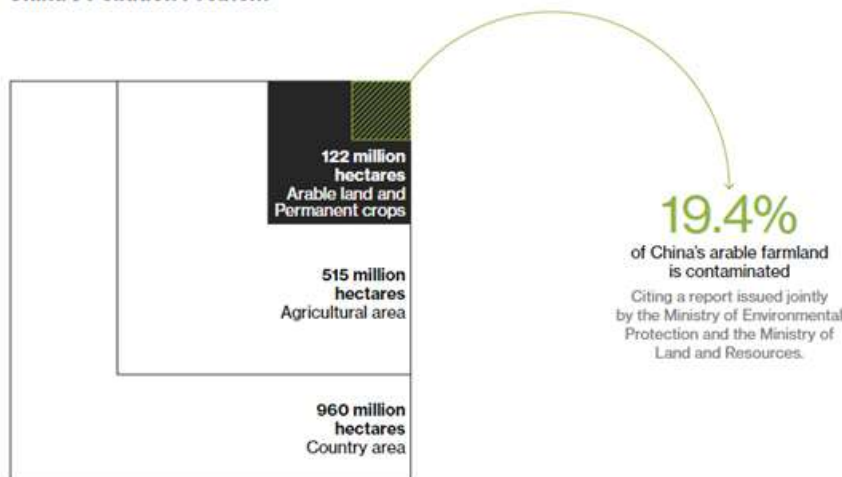 122 million
hectares
Arable land and
Permanent crops
515 million
hectares
Agricultural area
960 million
hectares
Country area
19.4%
of China's arable farmland
is contaminated
Citing a report issued jointly
by the Ministry of Environmental
Protection and the Ministry of
Land and Resources.